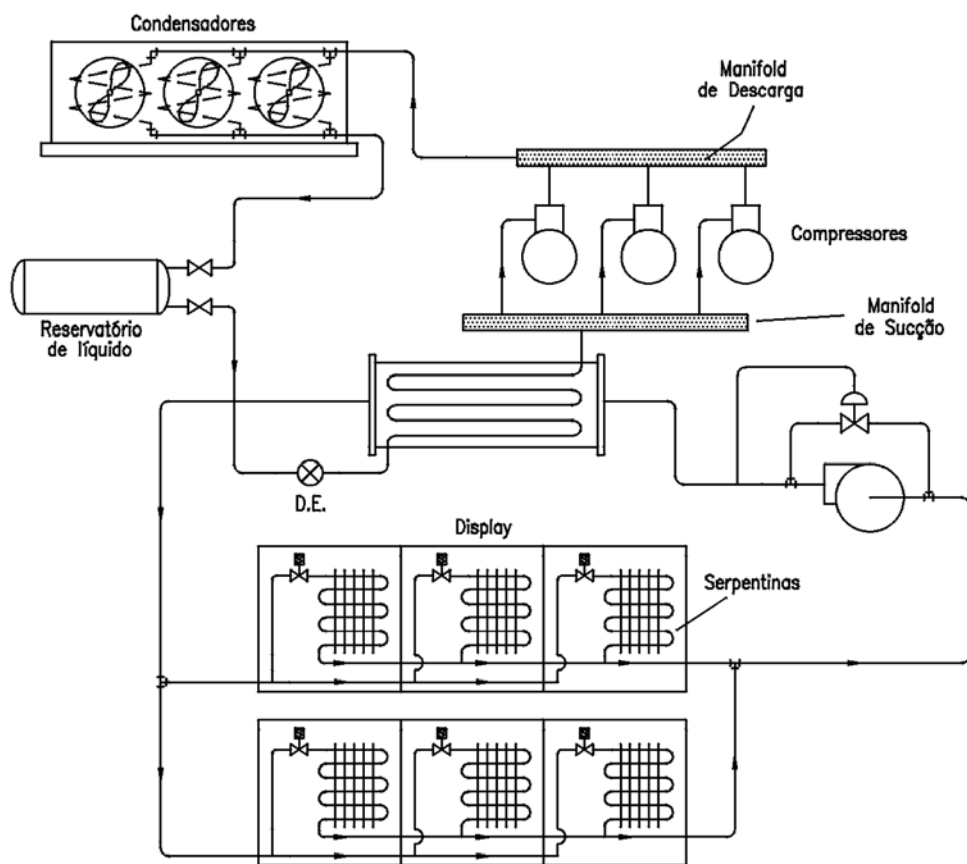 Condensadores
Manifold
de Descarga
Compressores
Manifold
de Sucção
Reservatório
de líquido
D.E.
Display
Serpentinas